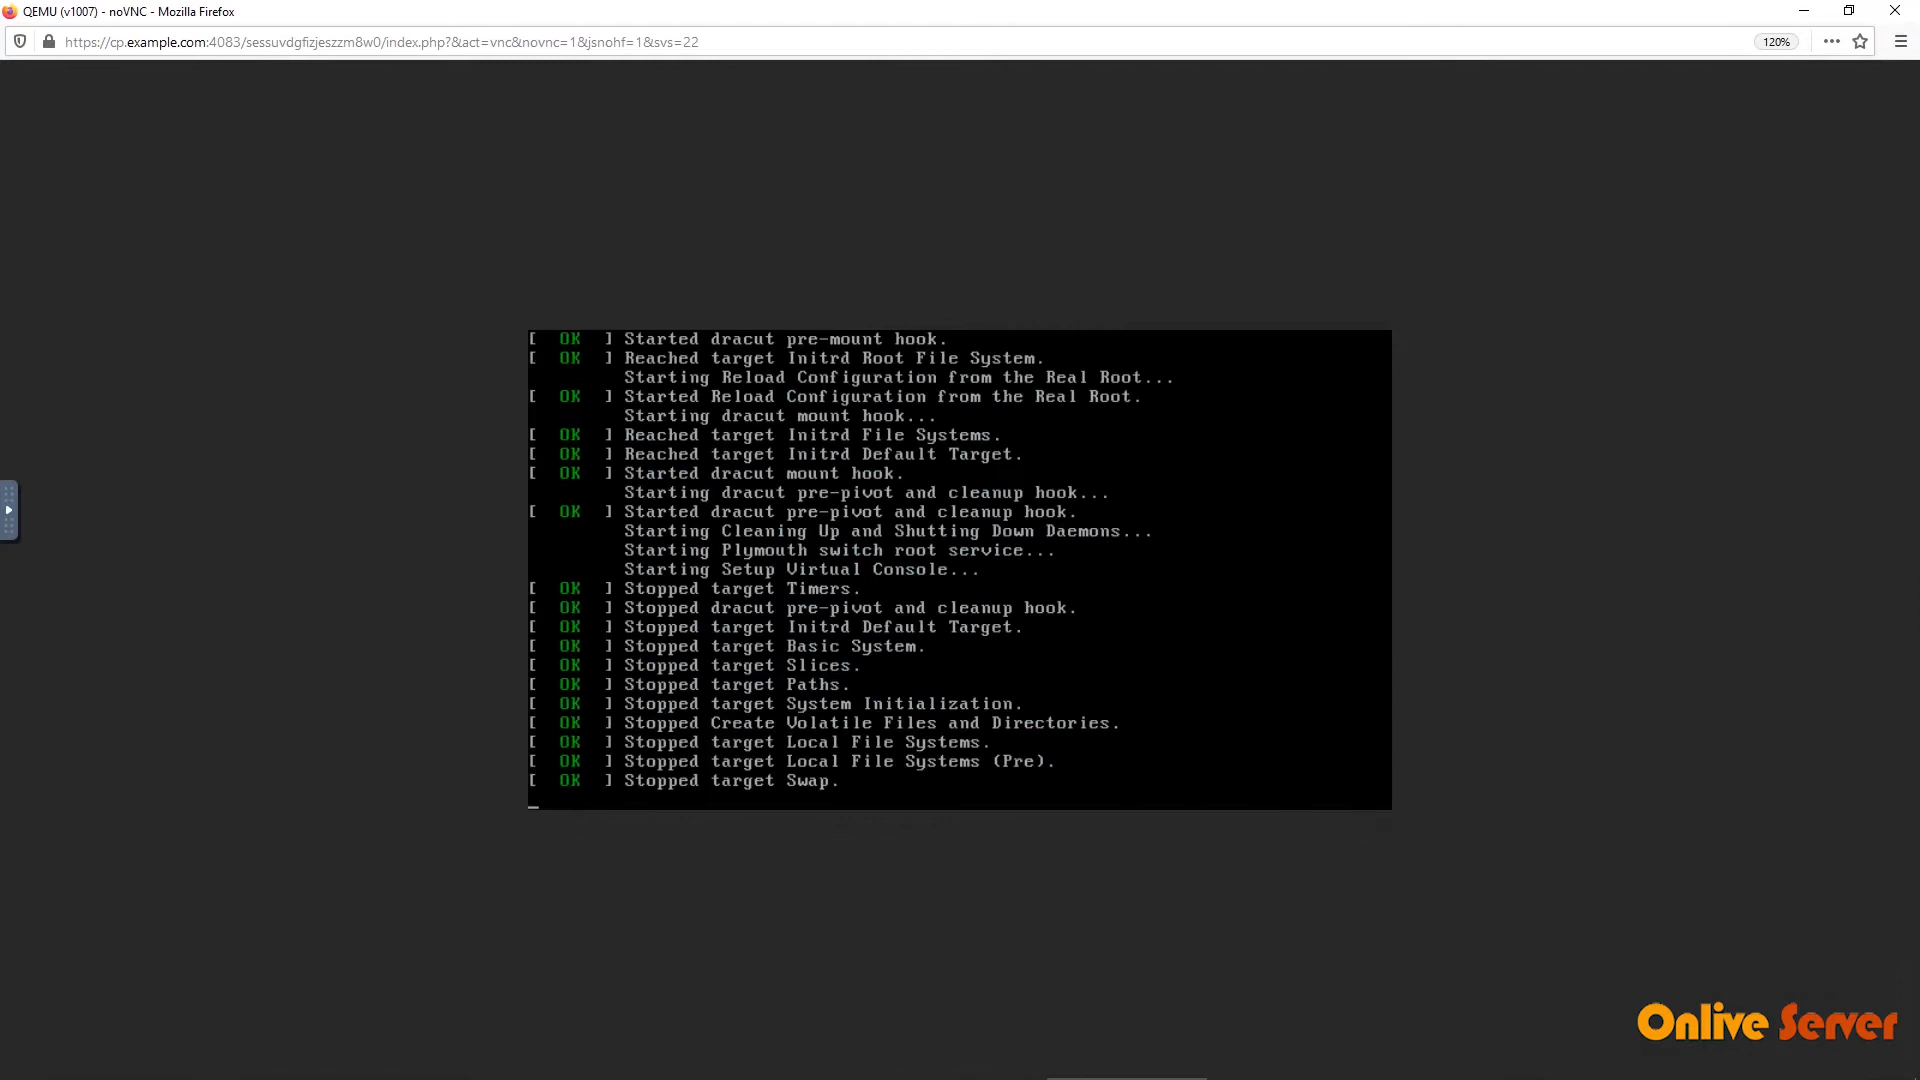 QEMU (v1007) - noVNC - Mozilla Firefox
https://cp.example.com:4083/sessuvdgfizjeszzm8w0/index.php?&act=vnc&novnc=1&jsnohf=1&svs=22
120%
[  OK  ] Started dracut pre-mount hook.
[  OK  ] Reached target Initrd Root File System.
Starting Reload Configuration from the Real Root...
[  OK  ] Started Reload Configuration from the Real Root.
Starting dracut mount hook...
[  OK  ] Reached target Initrd File Systems.
[  OK  ] Reached target Initrd Default Target.
[  OK  ] Started dracut mount hook.
Starting dracut pre-pivot and cleanup hook...
[  OK  ] Started dracut pre-pivot and cleanup hook.
Starting Cleaning Up and Shutting Down Daemons...
Starting Plymouth switch root service...
Starting Setup Virtual Console...
[  OK  ] Stopped target Timers.
[  OK  ] Stopped dracut pre-pivot and cleanup hook.
[  OK  ] Stopped target Initrd Default Target.
[  OK  ] Stopped target Basic System.
[  OK  ] Stopped target Slices.
[  OK  ] Stopped target Paths.
[  OK  ] Stopped target System Initialization.
[  OK  ] Stopped Create Volatile Files and Directories.
[  OK  ] Stopped target Local File Systems.
[  OK  ] Stopped target Local File Systems (Pre).
[  OK  ] Stopped target Swap.
Onlive Server